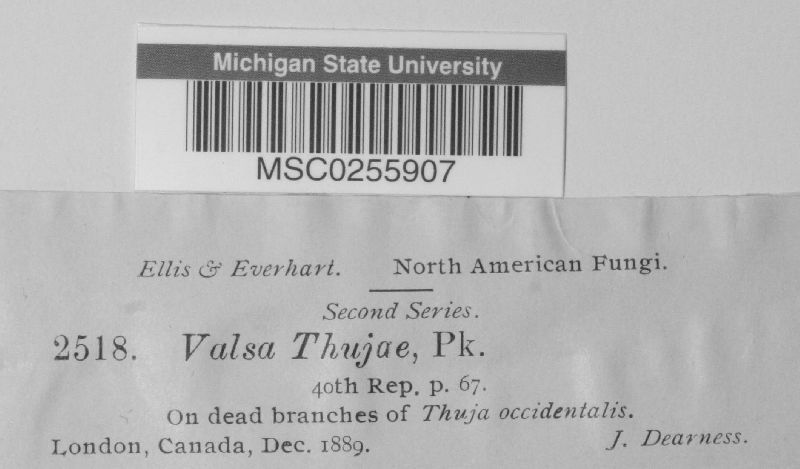 Michigan State University
MSC0255907
Ellis & Everhart. North American Fungi.
Second Series.
2518. Valsa Thujae, Pk.
40th Rep. p. 67.
On dead branches of Thuja occidentalis.
London, Canada, Dec. 1889. J. Dearness.